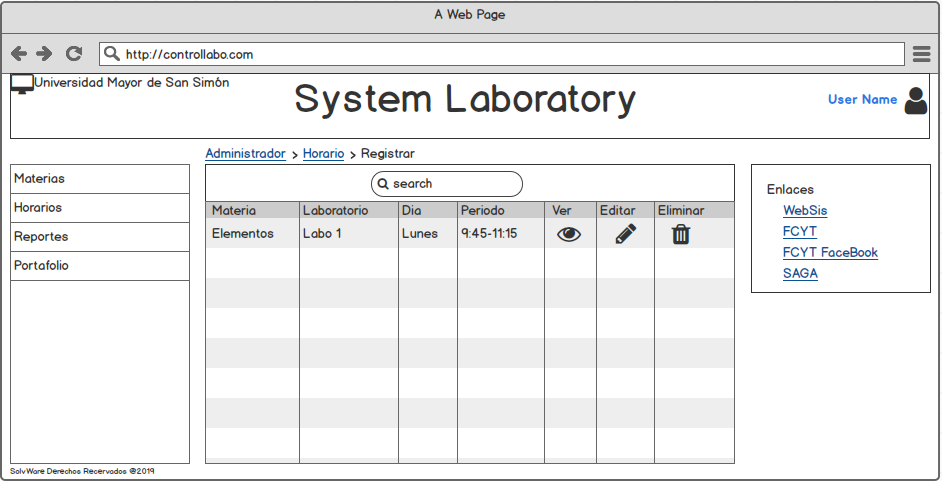 A Web Page
http://controllabo.com
Universidad Mayor de San Simón
System Laboratory
User Name
Administrador > Horario > Registrar
Materias
Horarios
Reportes
Portafolio
search
Materia Laboratorio Dia Periodo Ver Editar Eliminar
Elementos Labo 1 Lunes 9:45-11:15
Enlaces
WebSis
FCYT
FCYT FaceBook
SAGA
SolvWare Derechos Recervados @2019